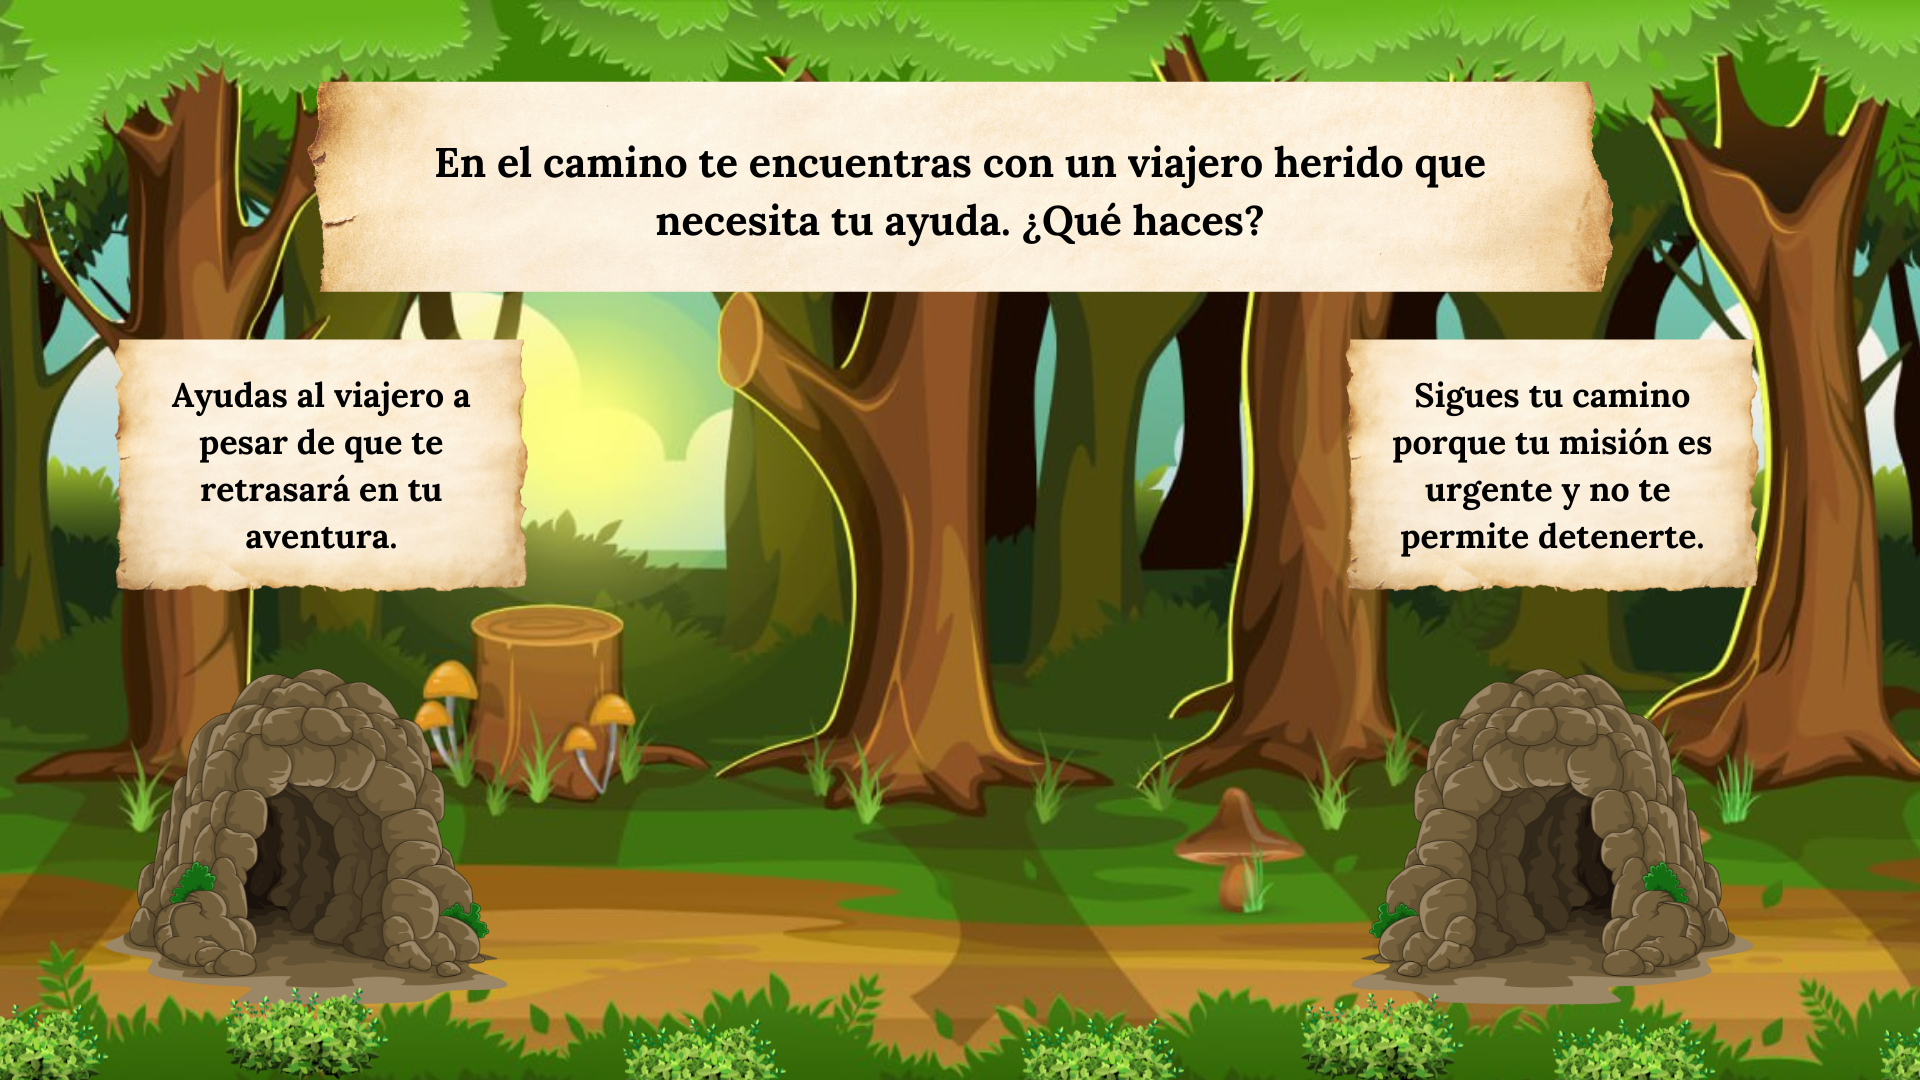 En el camino te encuentras con un viajero herido que
necesita tu ayuda. ¿Qué haces?
Ayudas al viajero a
pesar de que te
retrasará en tu
aventura.
Sigues tu camino
porque tu misión es
urgente y no te
permite detenerte.